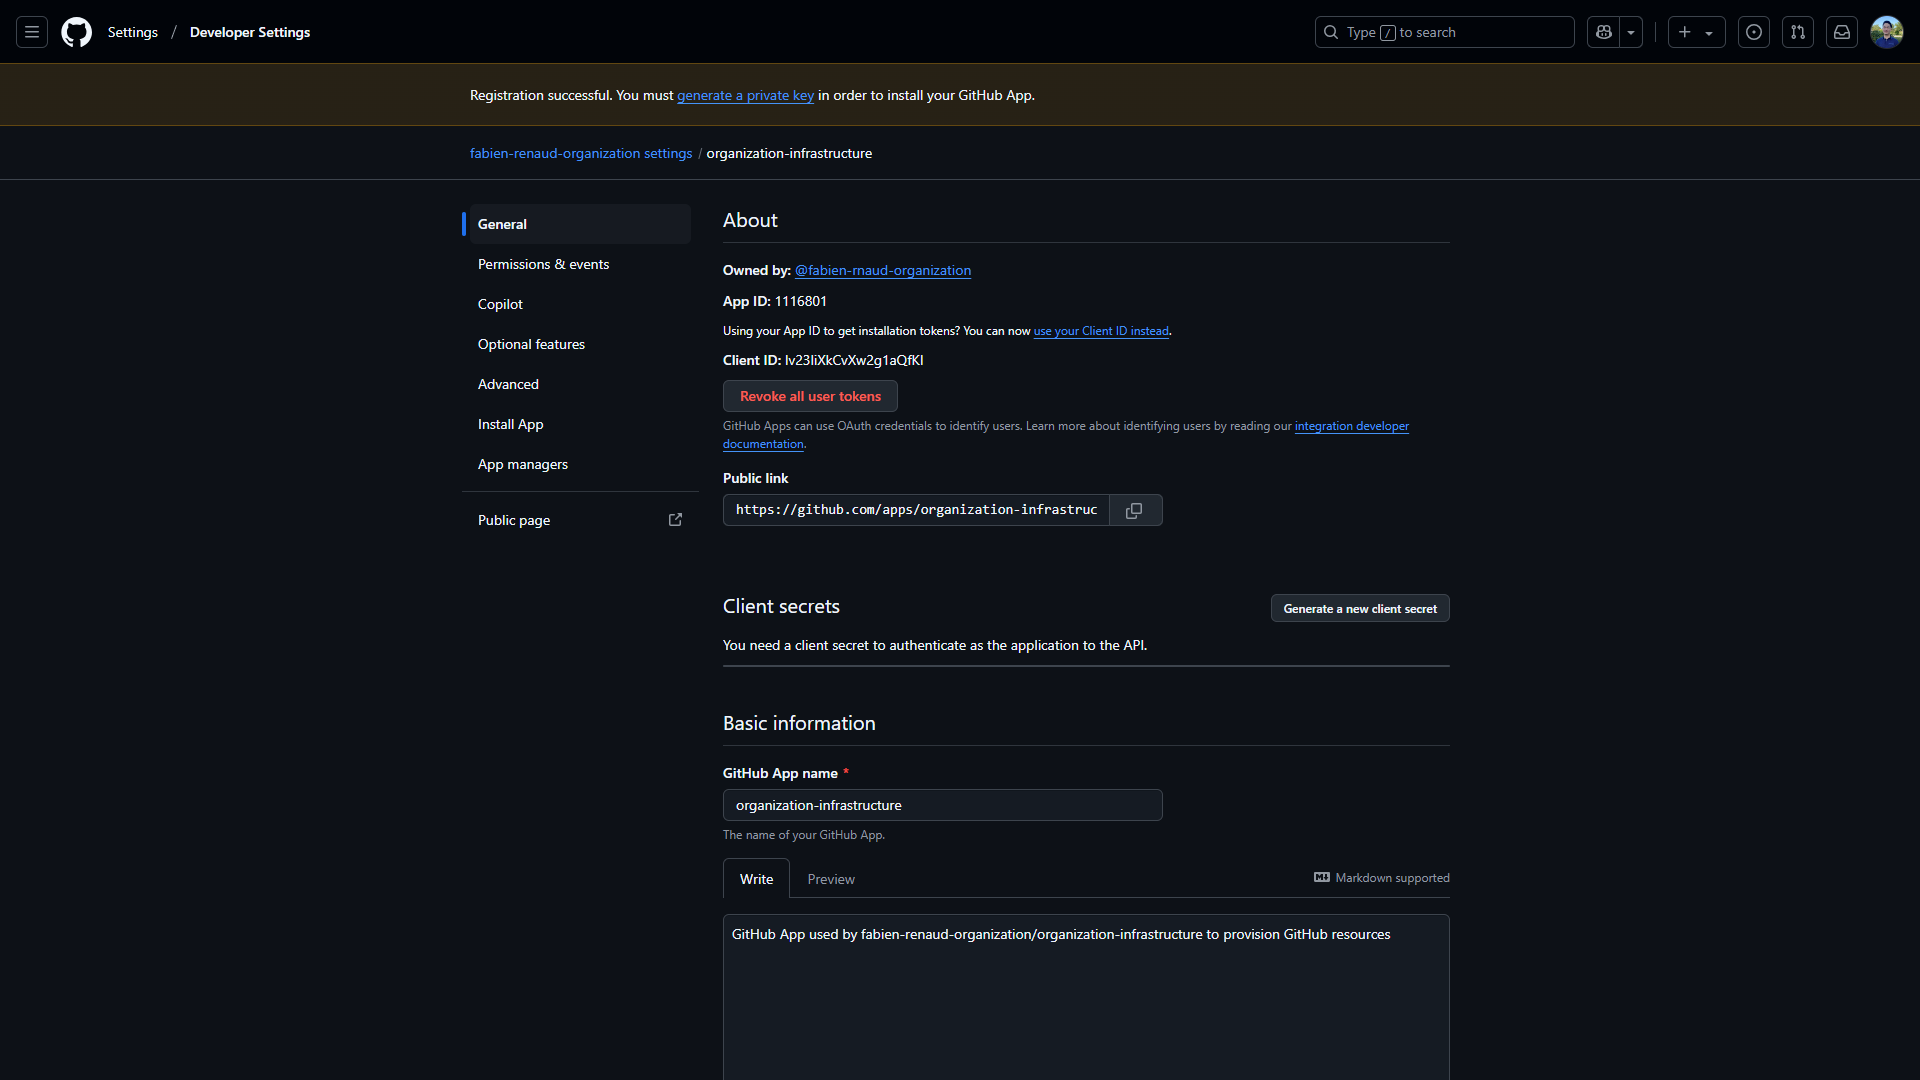 Settings / Developer Settings
Type / to search
Registration successful. You must generate a private key in order to install your GitHub App.
fabien-renaud-organization settings / organization-infrastructure
General
Permissions & events
Copilot
Optional features
Advanced
Install App
App managers
Public page
About
Owned by: @fabien-rnaud-organization
App ID: 1116801
Using your App ID to get installation tokens? You can now use your Client ID instead.
Client ID: Iv23liXkCvXw2g1aQfKI
Revoke all user tokens
GitHub Apps can use OAuth credentials to identify users. Learn more about identifying users by reading our integration developer
documentation.
Public link
https://github.com/apps/organization-infrastruc
Client secrets
Generate a new client secret
You need a client secret to authenticate as the application to the API.
Basic information
GitHub App name *
organization-infrastructure
The name of your GitHub App.
Write
Preview
Markdown supported
GitHub App used by fabien-renaud-organization/organization-infrastructure to provision GitHub resources